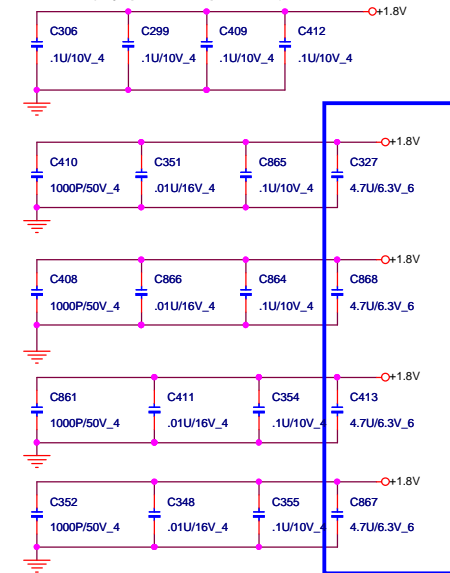 +1.8V
C306 C299 C409 C412
.1U/10V_4 .1U/10V_4 .1U/10V_4 .1U/10V_4
+1.8V
C410 C351 C865 C327
1000P/50V_4 .01U/16V_4 .1U/10V_4 4.7U/6.3V_6
+1.8V
C408 C866 C864 C868
1000P/50V_4 .01U/16V_4 .1U/10V_4 4.7U/6.3V_6
+1.8V
C861 C411 C354 C413
1000P/50V_4 .01U/16V_4 .1U/10V_4 4.7U/6.3V_6
+1.8V
C352 C348 C355 C867
1000P/50V_4 .01U/16V_4 .1U/10V_4 4.7U/6.3V_6